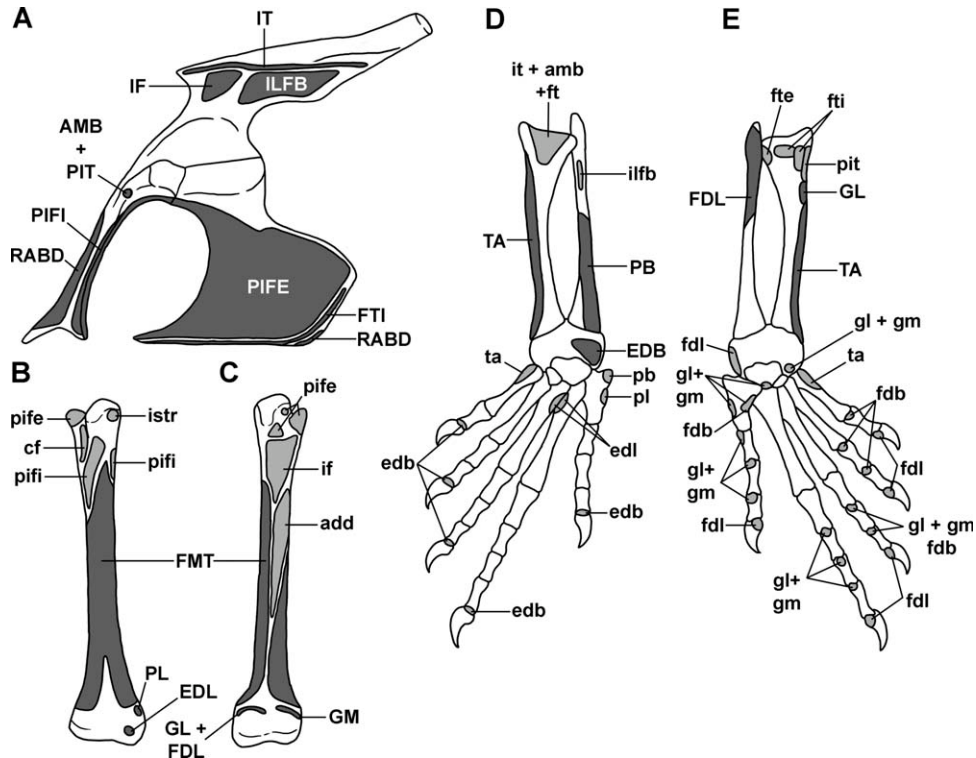 A
IT
IF
ILFB
AMB
+
PIT
PIFI
RABD
PIFE
FTI
RABD
B
pife
istr
cf
pifi
pifi
FMT
PL
EDL
C
pife
if
add
GL +
FDL
GM
D
it + amb
+ft
ilfb
TA
PB
EDB
ta
pb
pl
edl
edb
edb
edb
E
fte
fti
pit
FDL
GL
TA
gl + gm
fdl
ta
gl+
gm
fdb
fdb
gl+
gm
fdl
fdl
gl + gm
fdb
gl+
gm
fdl